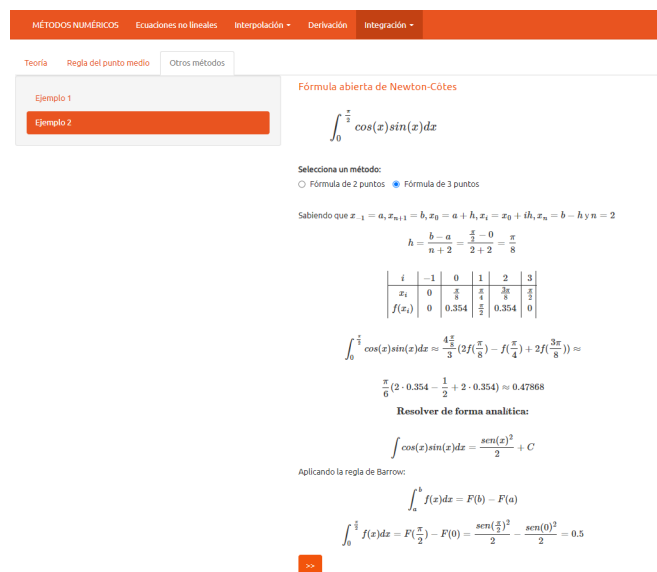 MÉTODOS NUMÉRICOS Ecuaciones no lineales Interpolación Derivación Integración
Teoría Regla del punto medio Otros métodos
Ejemplo 1
Ejemplo 2
Fórmula abierta de Newton-Côtes
∫_0^{π/2} cos(x)sin(x)dx
Selecciona un método:
Fórmula de 2 puntos Fórmula de 3 puntos
Sabiendo que x_{-1} = a, x_{n+1} = b, x_0 = a + h, x_i = x_0 + ih, x_n = b − h y n = 2
h = (b − a)/(n + 2) = (π/2 − 0)/(2 + 2) = π/8
i −1 0 1 2 3
x_i 0 π/8 π/4 3π/8 π/2
f(x_i) 0 0.354 π/2 0.354 0
∫_0^{π/2} cos(x)sin(x)dx ≈ (4 π/8)/3 (2f(π/8) − f(π/4) + 2f(3π/8)) ≈
π/6 (2 · 0.354 − 1/2 + 2 · 0.354) ≈ 0.47868
Resolver de forma analítica:
∫ cos(x)sin(x)dx = sen(x)^2/2 + C
Aplicando la regla de Barrow:
∫_a^b f(x)dx = F(b) − F(a)
∫_0^{π/2} f(x)dx = F(π/2) − F(0) = sen(π/2)^2/2 − sen(0)^2/2 = 0.5
>>